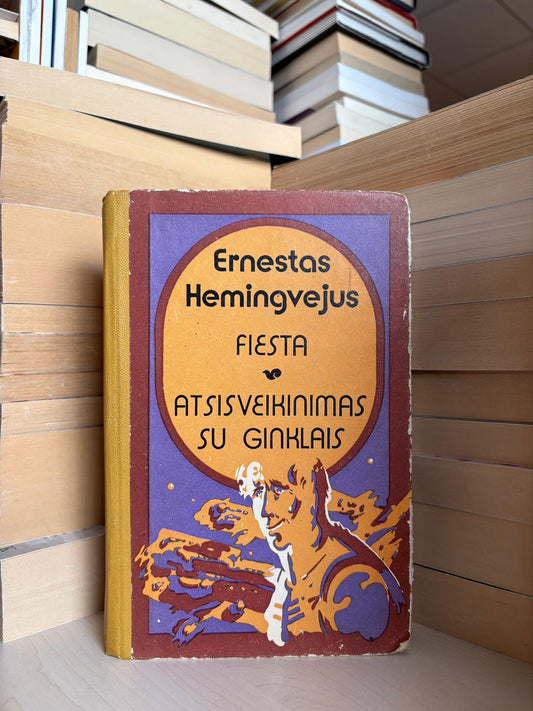 Ernestas
Hemingvejus
FIESTA
ATSISVEIKINIMAS
SU GINKLAIS